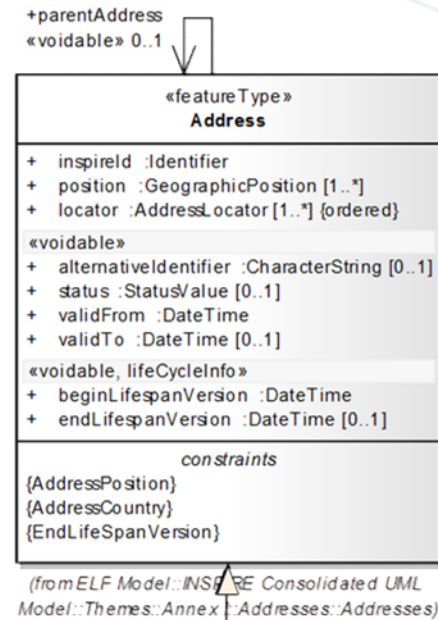 +parentAddress
«voidable» 0..1
«featureType»
Address
+ inspireId :Identifier
+ position :GeographicPosition [1..*]
+ locator :AddressLocator [1..*] {ordered}
«voidable»
+ alternativeIdentifier :CharacterString [0..1]
+ status :StatusValue [0..1]
+ validFrom :DateTime
+ validTo :DateTime [0..1]
«voidable, lifeCycleInfo»
+ beginLifespanVersion :DateTime
+ endLifespanVersion :DateTime [0..1]
constraints
{AddressPosition}
{AddressCountry}
{EndLifeSpanVersion}
(from ELF Model::INSPIRE Consolidated UML
Model::Themes::Annex I::Addresses::Addresses)